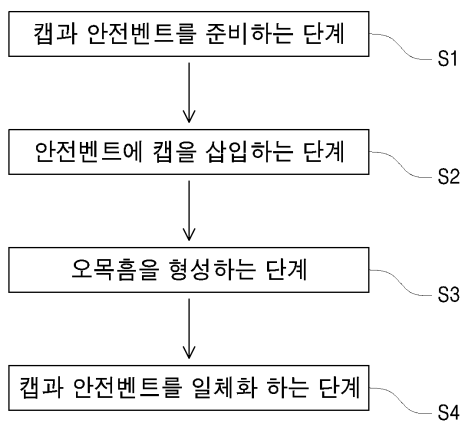 캡과 안전벤트를 준비하는 단계
S1
안전벤트에 캡을 삽입하는 단계
S2
오목홈을 형성하는 단계
S3
캡과 안전벤트를 일체화 하는 단계
S4